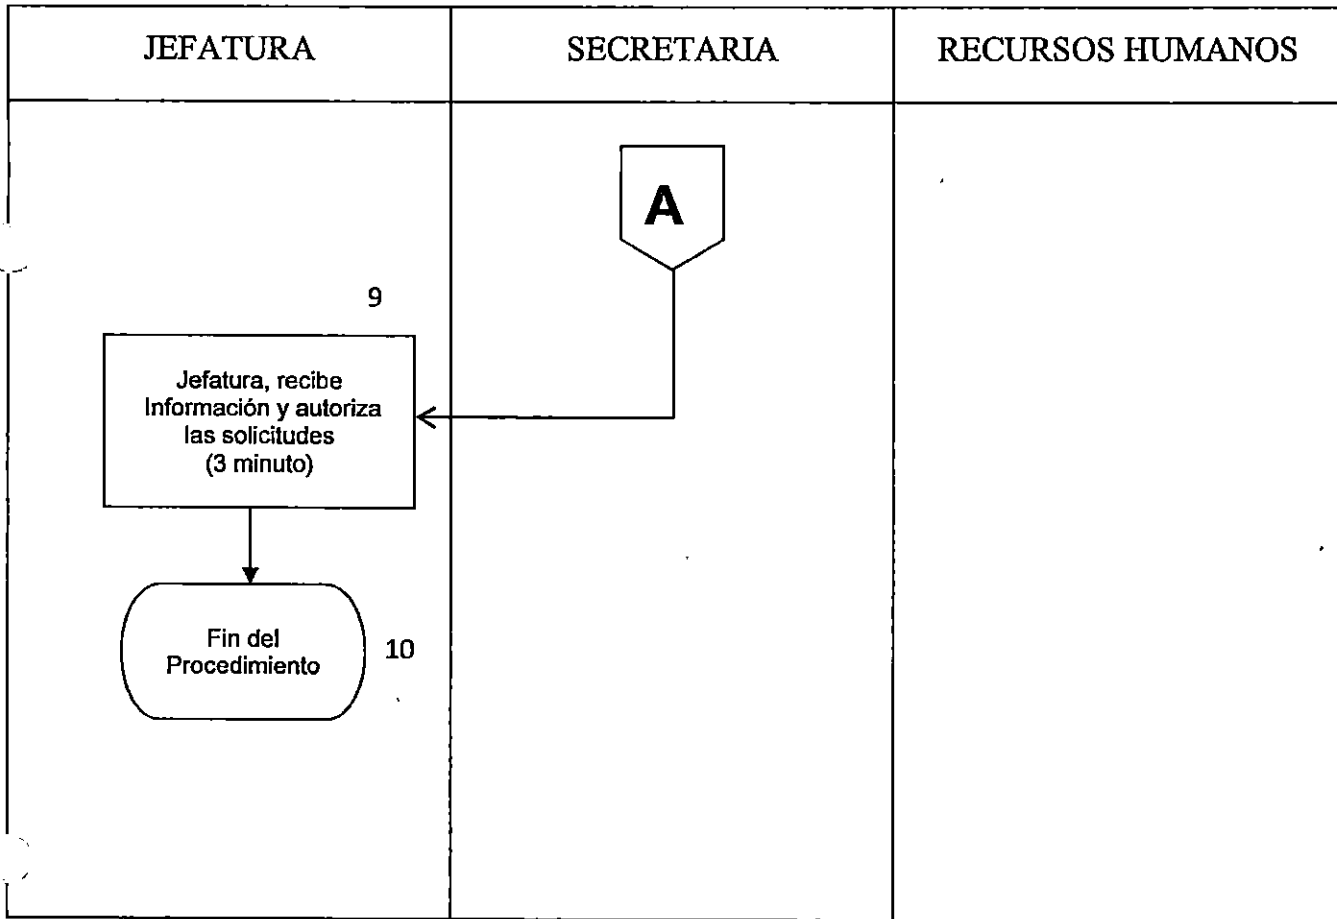 JEFATURA
SECRETARIA
RECURSOS HUMANOS
A
9
Jefatura, recibe
Información y autoriza
las solicitudes
(3 minuto)
Fin del
Procedimiento
10